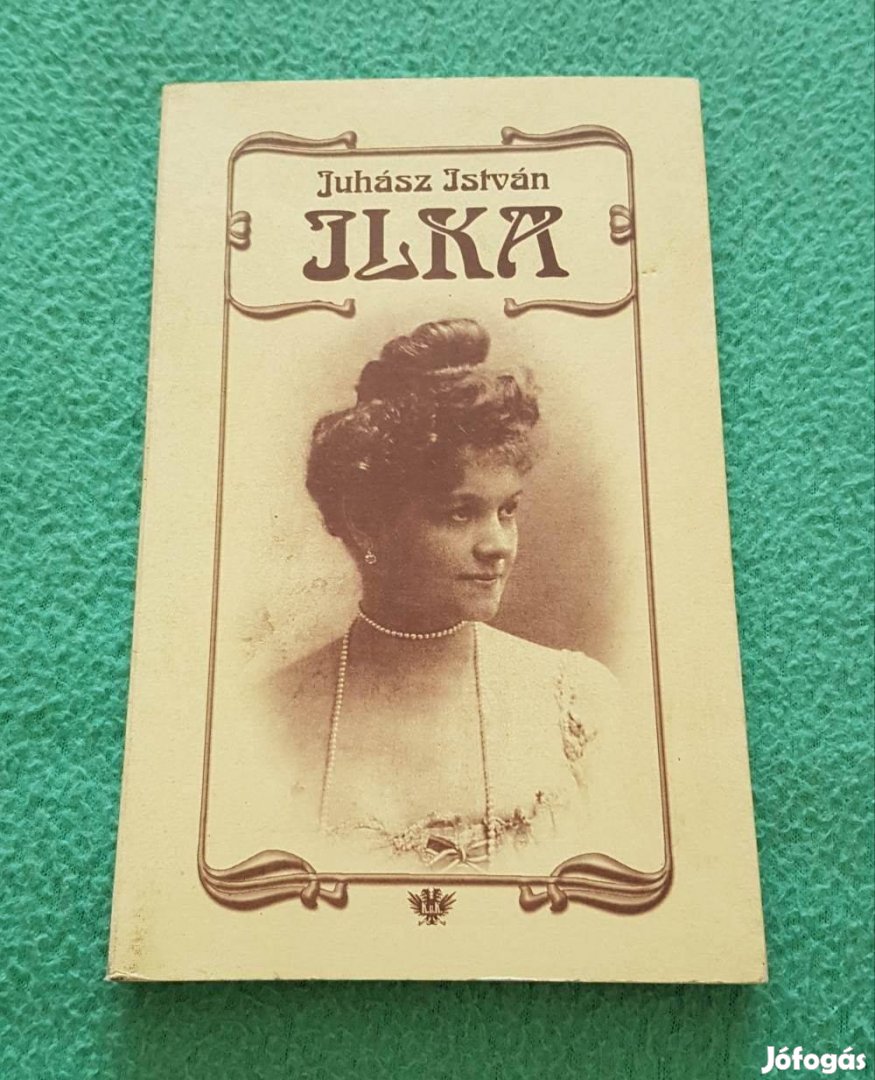 Juhász István
ILKA
K.u.K.
Jófogás